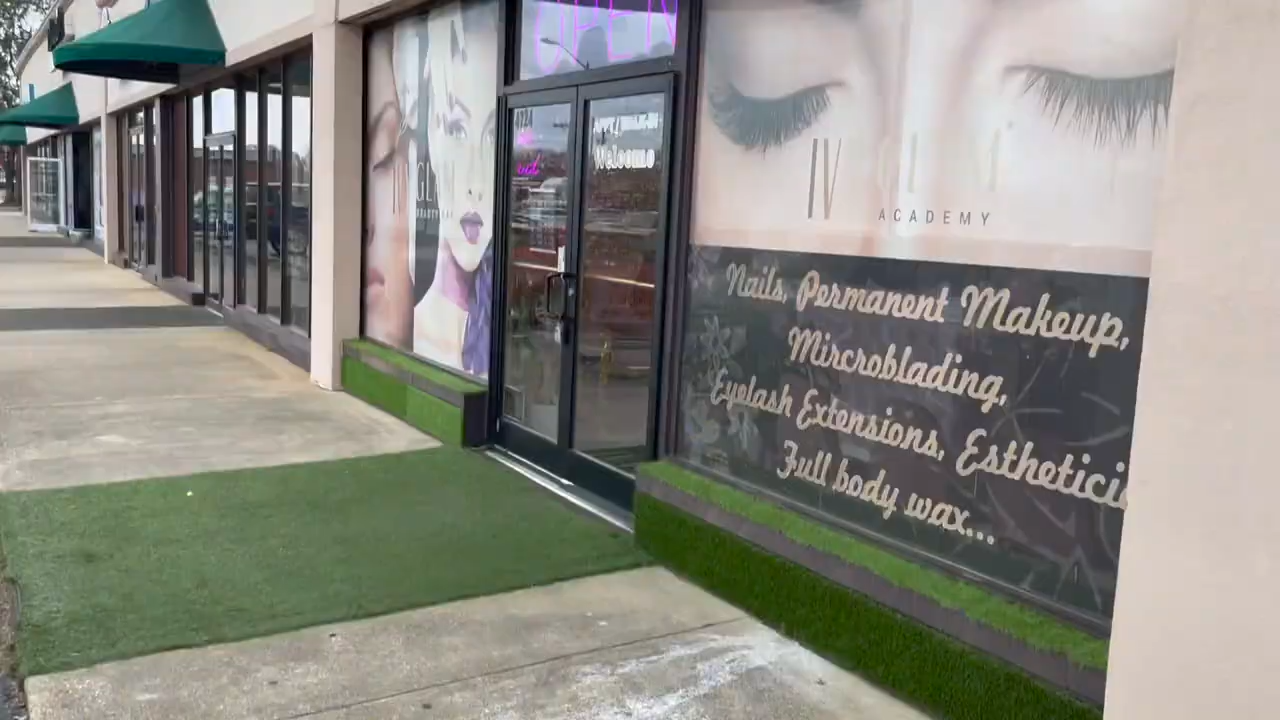 OPEN
Welcome
IV
ACADEMY
Nails, Permanent Makeup,
Mircroblading,
Eyelash Extensions, Esthetici
Full body wax...